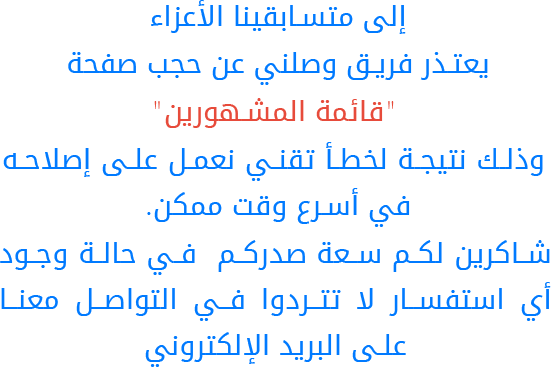 إلى متسابقينا الأعزاء
يعتذر فريق وصلني عن حجب صفحة
"قائمة المشهورين"
وذلك نتيجة لخطأ تقني نعمل على إصلاحه
في أسرع وقت ممكن.
شاكرين لكم سعة صدركم في حالة وجود
أي استفسار لا تتردوا في التواصل معنا
على البريد الإلكتروني